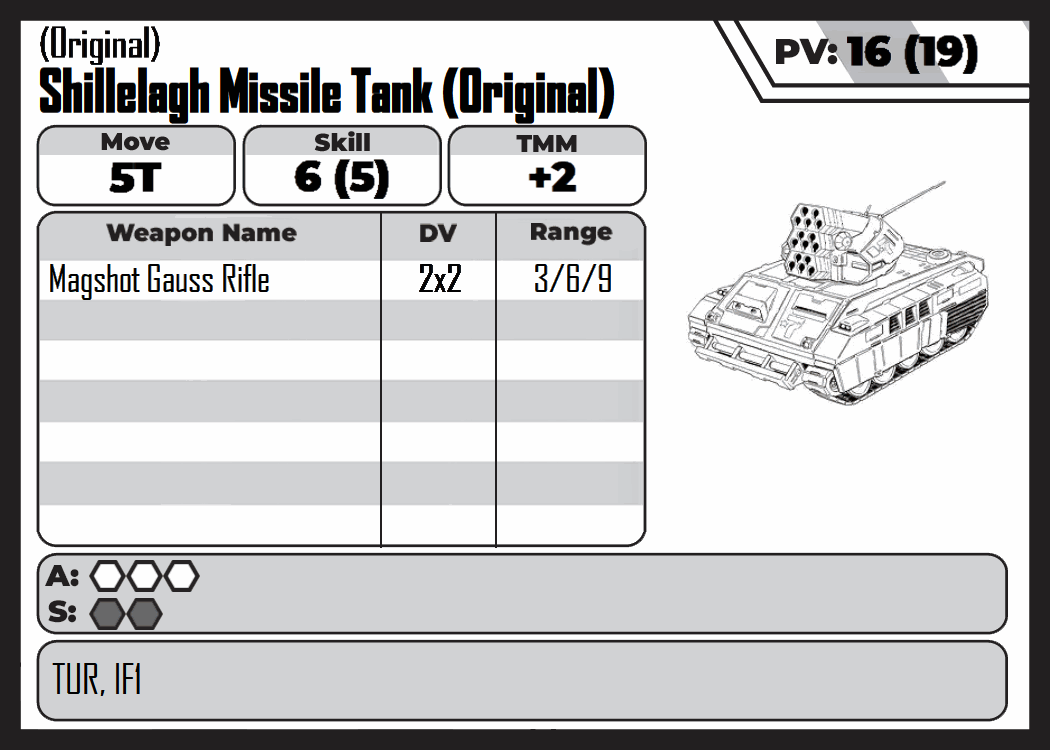 (Original)
Shillelagh Missile Tank (Original)
PV: 16 (19)
Move
5T
Skill
6 (5)
TMM
+2
Weapon Name DV Range
Magshot Gauss Rifle 2x2 3/6/9
A:
S:
TUR, IF1